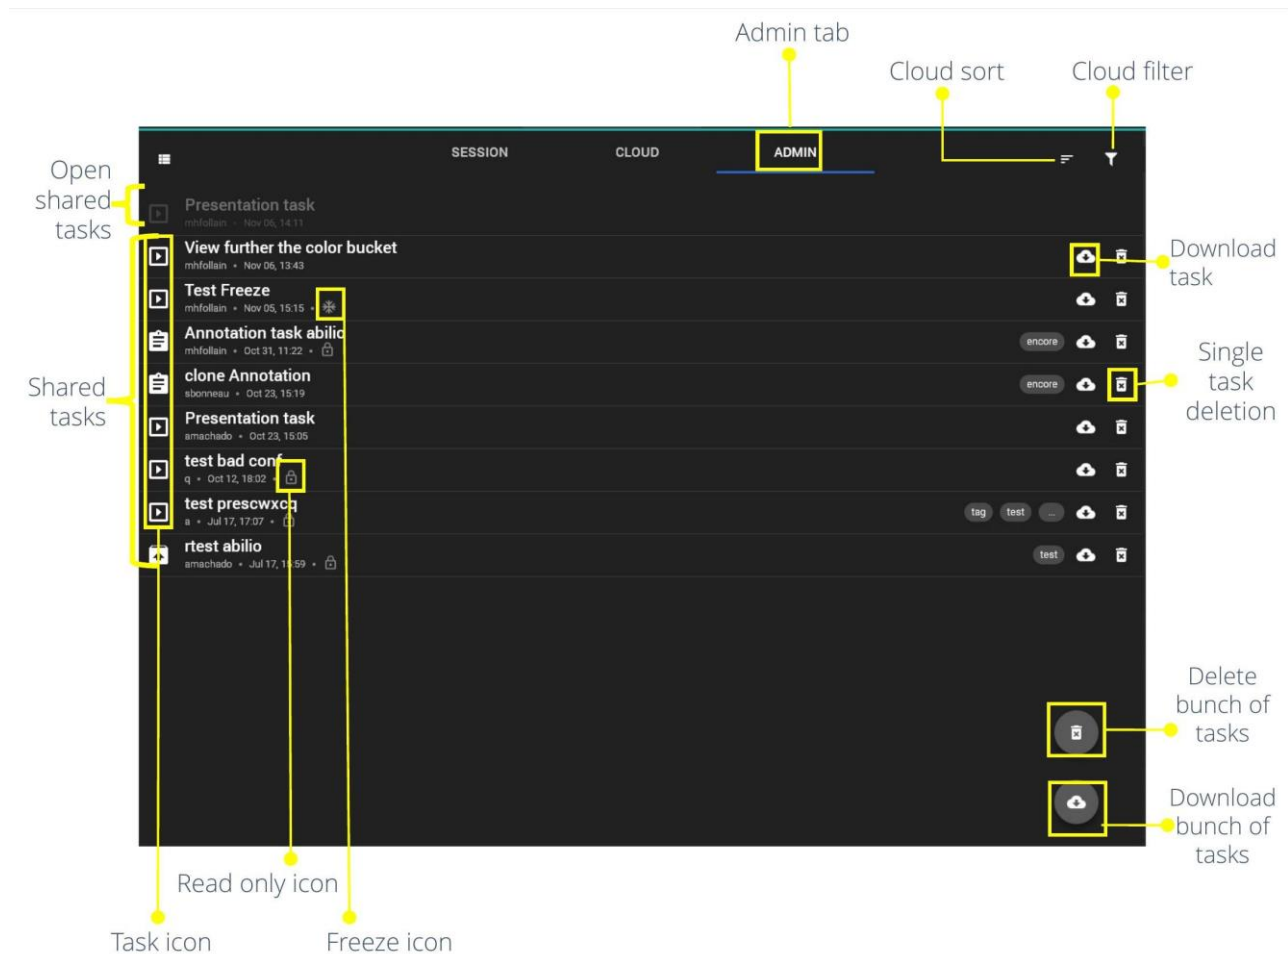 Admin tab
Cloud sort
Cloud filter
SESSION
CLOUD
ADMIN
Open
shared
tasks
Presentation task
mhfollain • Nov 06, 14:11
View further the color bucket
mhfollain • Nov 06, 13:43
Download
task
Test Freeze
mhfollain • Nov 05, 15:15 •
Annotation task abilio
mhfollain • Oct 31, 11:22 •
encore
Single
task
deletion
Shared
tasks
clone Annotation
sbonneau • Oct 23, 15:19
encore
Presentation task
amachado • Oct 23, 15:05
test bad conf
q • Oct 12, 18:02 •
test prescwxcq
a • Jul 17, 17:07 •
tag
test
...
rtest abilio
amachado • Jul 17, 15:59 •
test
Delete
bunch of
tasks
Download
bunch of
tasks
Read only icon
Task icon
Freeze icon